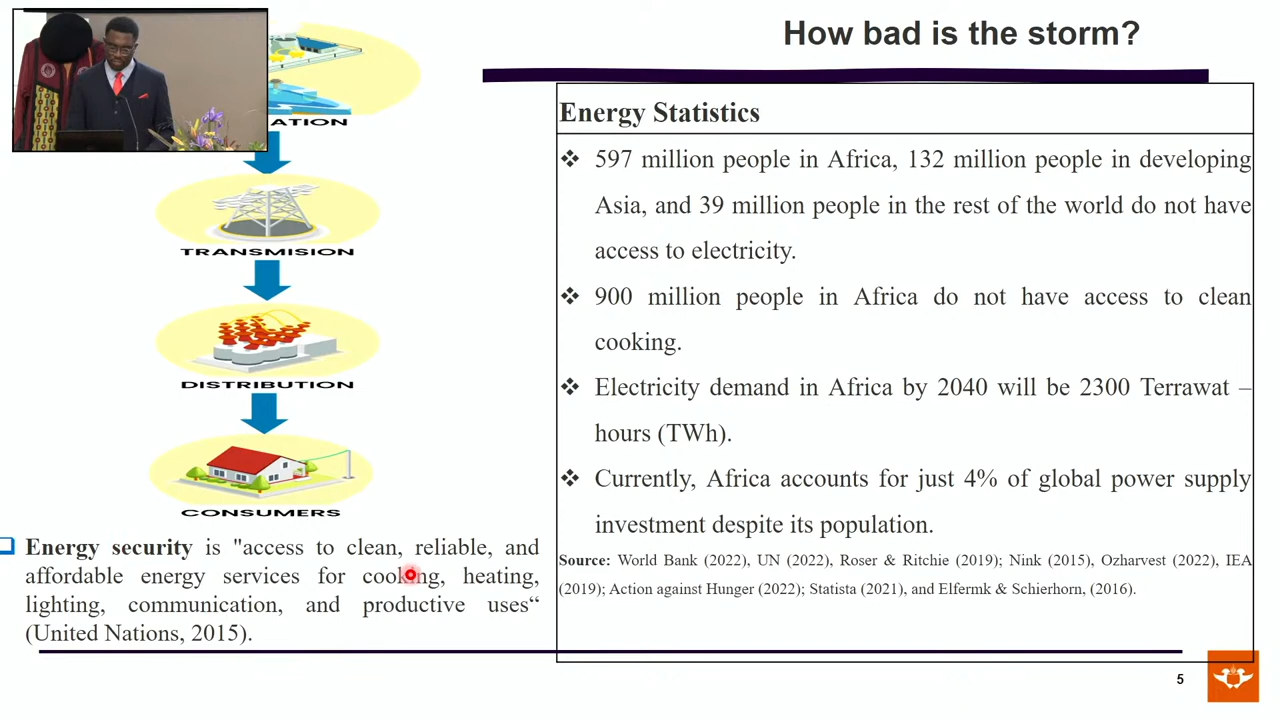 How bad is the storm?
ATION
TRANSMISION
DISTRIBUTION
CONSUMERS
Energy security is "access to clean, reliable, and
affordable energy services for cooking, heating,
lighting, communication, and productive uses“
(United Nations, 2015).
Energy Statistics
❖ 597 million people in Africa, 132 million people in developing
Asia, and 39 million people in the rest of the world do not have
access to electricity.
❖ 900 million people in Africa do not have access to clean
cooking.
❖ Electricity demand in Africa by 2040 will be 2300 Terrawat –
hours (TWh).
❖ Currently, Africa accounts for just 4% of global power supply
investment despite its population.
Source: World Bank (2022), UN (2022), Roser & Ritchie (2019); Nink (2015), Ozharvest (2022), IEA
(2019); Action against Hunger (2022); Statista (2021), and Elfermk & Schierhorn, (2016).
5